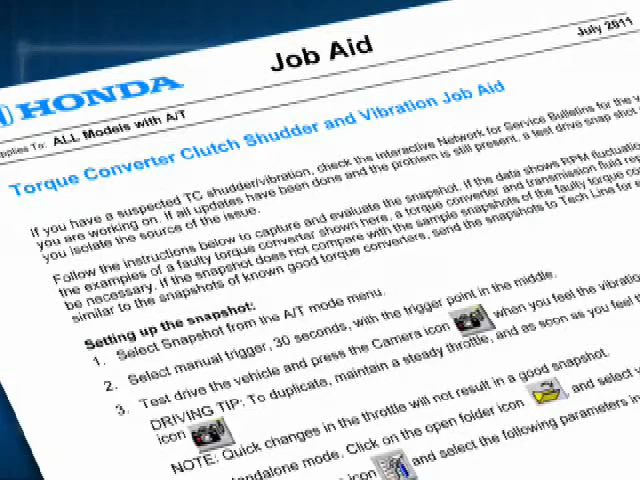 Job Aid
July 2011
HONDA
To: ALL Models with A/T
Torque Converter Clutch Shudder and Vibration Job Aid
If you have a suspected TC shudder/vibration, check the Interactive Network for Service Bulletins for the
you are working on. If all updates have been done and the problem is still present, a test drive snap shot
you isolate the source of the issue.
Follow the instructions below to capture and evaluate the snapshot. If the data shows RPM
the examples of a faulty torque converter shown here, a torque converter and transmission fluid
be necessary. If the snapshot does not compare with the sample snapshots of the faulty torque
similar to the snapshots of known good torque converters, send the snapshots to Tech Line for
Setting up the snapshot:
1. Select Snapshot from the A/T mode menu.
2. Select manual trigger, 30 seconds, with the trigger point in the middle.
3. Test drive the vehicle and press the Camera icon when you feel the
DRIVING TIP: To duplicate, maintain a steady throttle, and as soon as you feel
icon
NOTE: Quick changes in the throttle will not result in a good snapshot.
mode. Click on the open folder icon and select
icon and select the following parameters